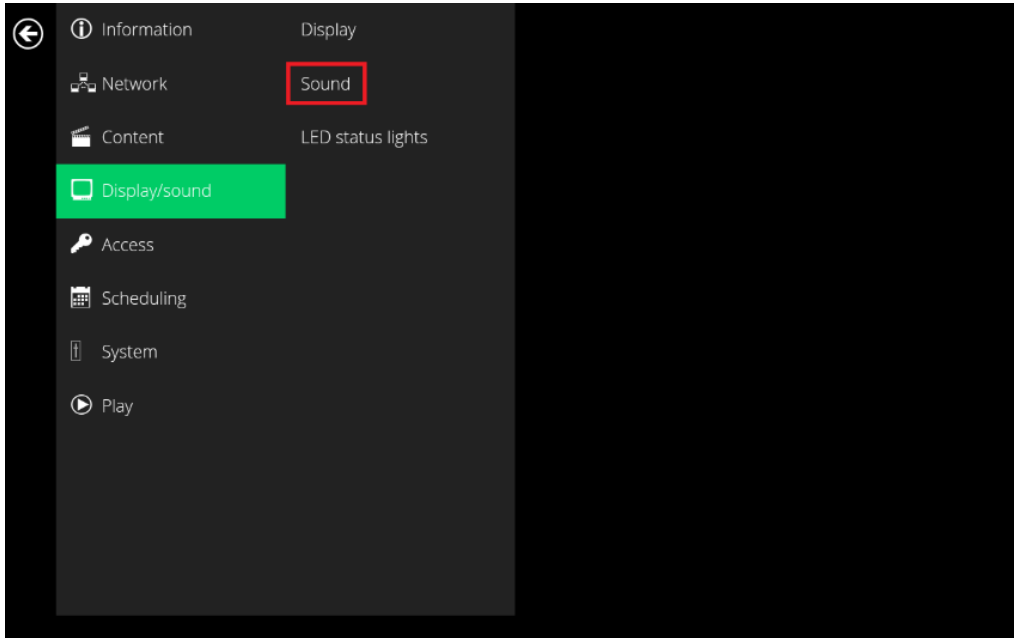 Information
Network
Content
Display/sound
Access
Scheduling
System
Play
Display
Sound
LED status lights